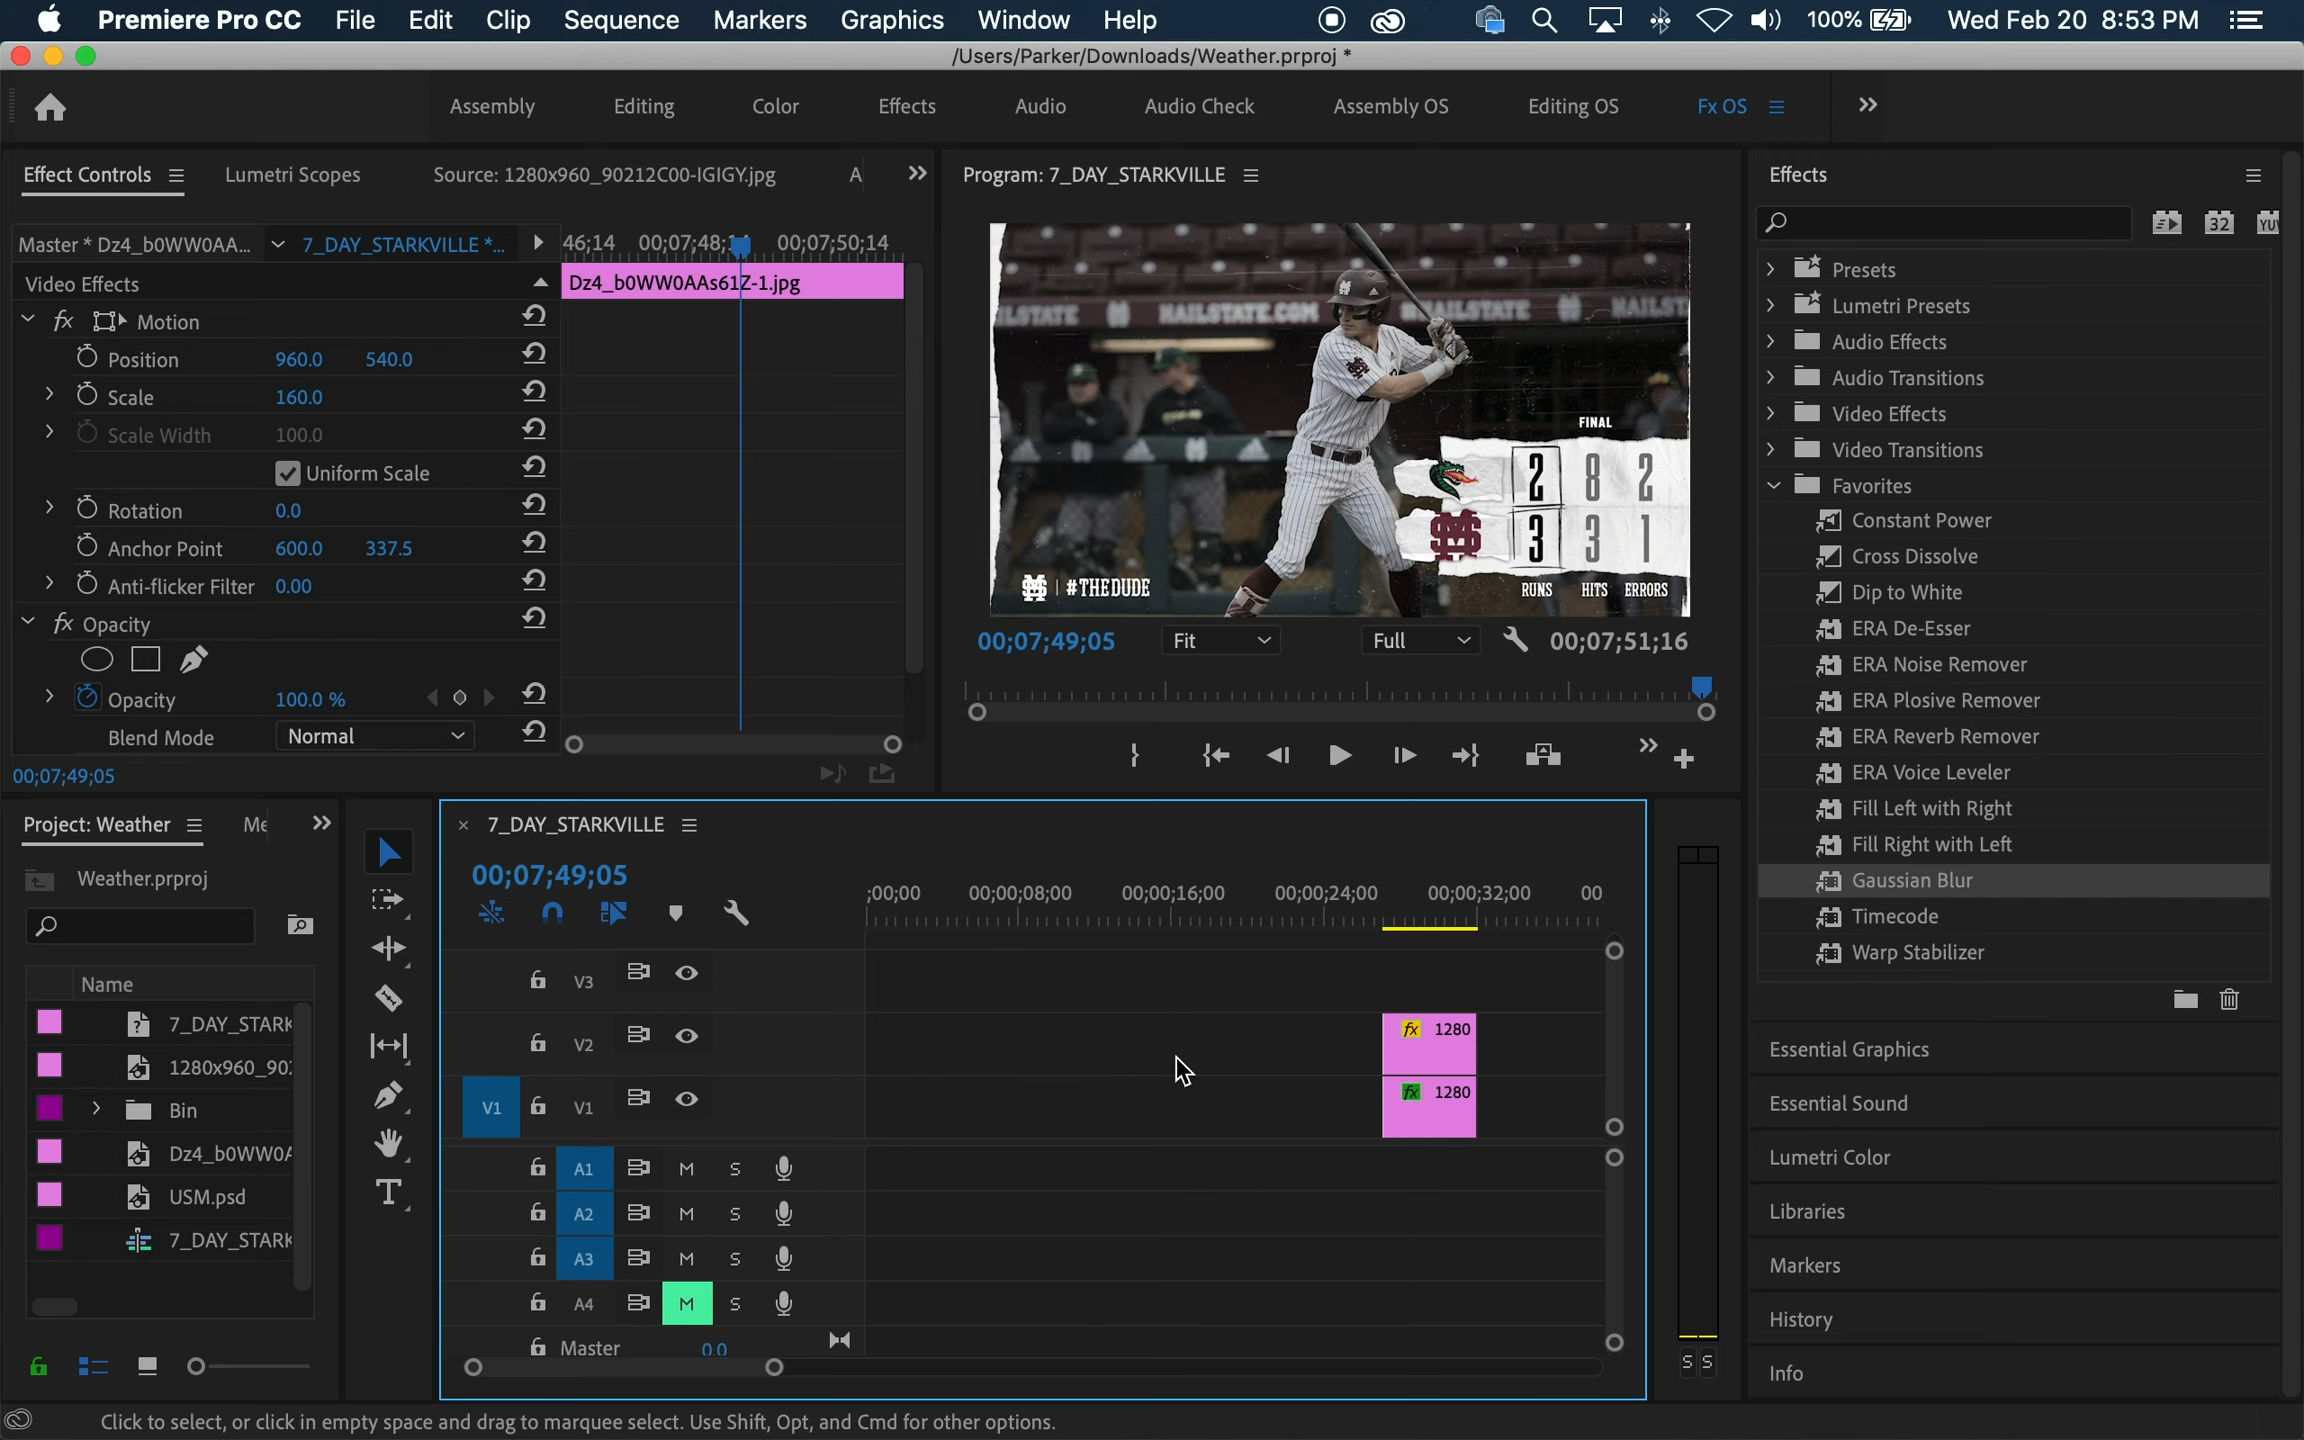 Premiere Pro CC File Edit Clip Sequence Markers Graphics Window Help 100% Wed Feb 20 8:53 PM
/Users/Parker/Downloads/Weather.prproj *
Assembly Editing Color Effects Audio Audio Check Assembly OS Editing OS Fx OS
Effect Controls Lumetri Scopes Source: 1280x960_90212C00-IGIGY.jpg A
Master * Dz4_b0WW0AA... 7_DAY_STARKVILLE *... 46;14 00;07;48;14 00;07;50;14
Video Effects Dz4_b0WW0AAs61Z-1.jpg
fx Motion
Position 960.0 540.0
Scale 160.0
Scale Width 100.0
Uniform Scale
Rotation 0.0
Anchor Point 600.0 337.5
Anti-flicker Filter 0.00
fx Opacity
Opacity 100.0 %
Blend Mode Normal
00;07;49;05
Program: 7_DAY_STARKVILLE
HAILSTATE.COM
FINAL
2 8 2
3 3 1
RUNS HITS ERRORS
#THEDUDE
00;07;49;05 Fit Full 00;07;51;16
Effects
32 YUV
Presets
Lumetri Presets
Audio Effects
Audio Transitions
Video Effects
Video Transitions
Favorites
Constant Power
Cross Dissolve
Dip to White
ERA De-Esser
ERA Noise Remover
ERA Plosive Remover
ERA Reverb Remover
ERA Voice Leveler
Fill Left with Right
Fill Right with Left
Gaussian Blur
Timecode
Warp Stabilizer
Essential Graphics
Essential Sound
Lumetri Color
Libraries
Markers
History
Info
Project: Weather Me
Weather.prproj
Name
7_DAY_STARK
1280x960_90
Bin
Dz4_b0WW0A
USM.psd
7_DAY_STARK
T
× 7_DAY_STARKVILLE
00;07;49;05
;00;00 00;00;08;00 00;00;16;00 00;00;24;00 00;00;32;00 00
V3
V2 fx 1280
V1 V1 fx 1280
A1 M S
A2 M S
A3 M S
A4 M S
Master 0.0
S S
Click to select, or click in empty space and drag to marquee select. Use Shift, Opt, and Cmd for other options.